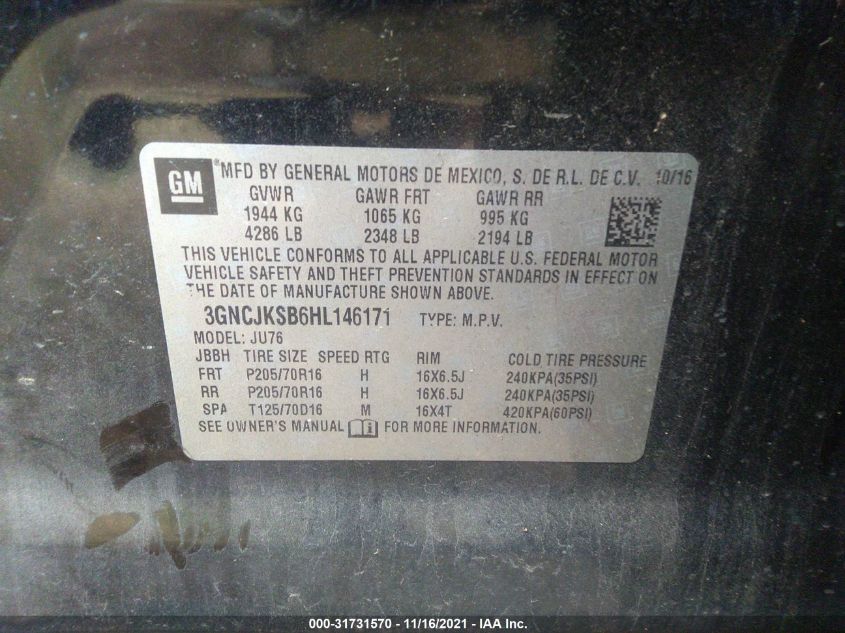 GM
® MFD BY GENERAL MOTORS DE MEXICO, S. DE R.L. DE C.V. 10/16
GVWR GAWR FRT GAWR RR
1944 KG 1065 KG 995 KG
4286 LB 2348 LB 2194 LB
THIS VEHICLE CONFORMS TO ALL APPLICABLE U.S. FEDERAL MOTOR
VEHICLE SAFETY AND THEFT PREVENTION STANDARDS IN EFFECT ON
THE DATE OF MANUFACTURE SHOWN ABOVE.
3GNCJKSB6HL146171 TYPE: M.P.V.
MODEL: JU76
JBBH TIRE SIZE SPEED RTG RIM COLD TIRE PRESSURE
FRT P205/70R16 H 16X6.5J 240KPA(35PSI)
RR P205/70R16 H 16X6.5J 240KPA(35PSI)
SPA T125/70D16 M 16X4T 420KPA(60PSI)
SEE OWNER'S MANUAL FOR MORE INFORMATION.
000-31731570 - 11/16/2021 - IAA Inc.